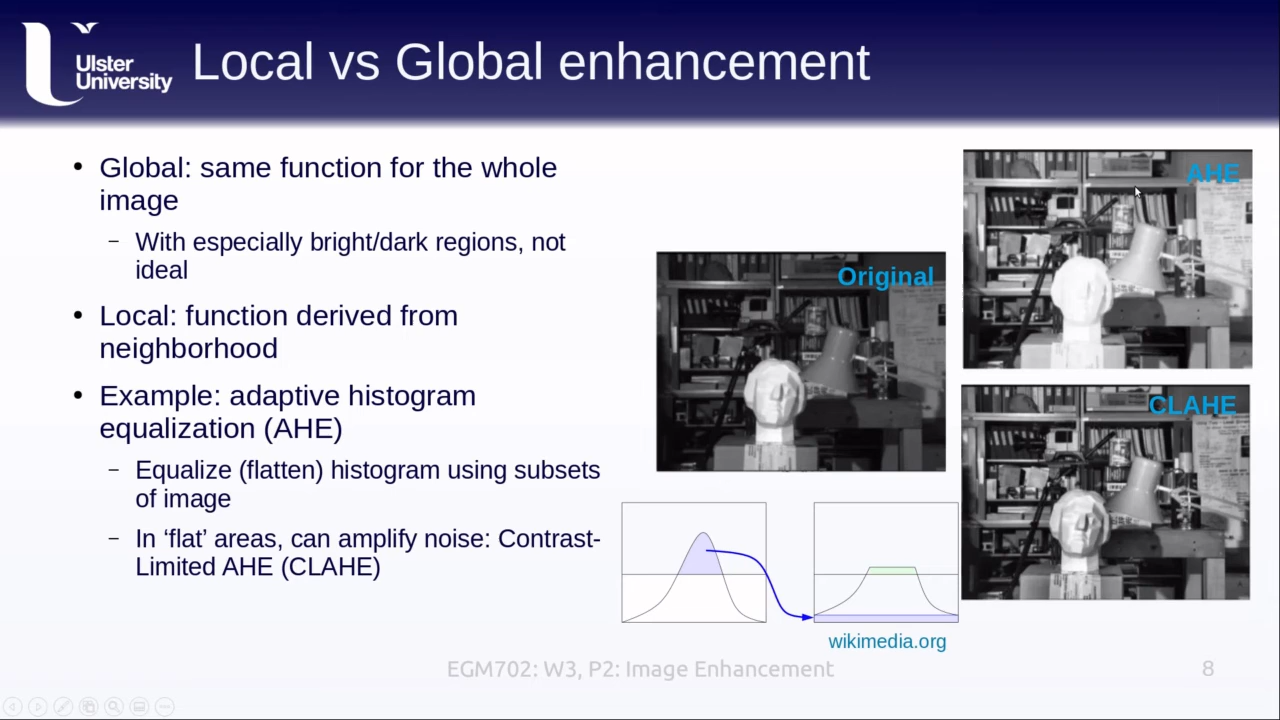 Ulster
University
Local vs Global enhancement
• Global: same function for the whole
image
– With especially bright/dark regions, not
ideal
• Local: function derived from
neighborhood
• Example: adaptive histogram
equalization (AHE)
– Equalize (flatten) histogram using subsets
of image
– In ‘flat’ areas, can amplify noise: Contrast-
Limited AHE (CLAHE)
Original
AHE
CLAHE
wikimedia.org
EGM702: W3, P2: Image Enhancement
8